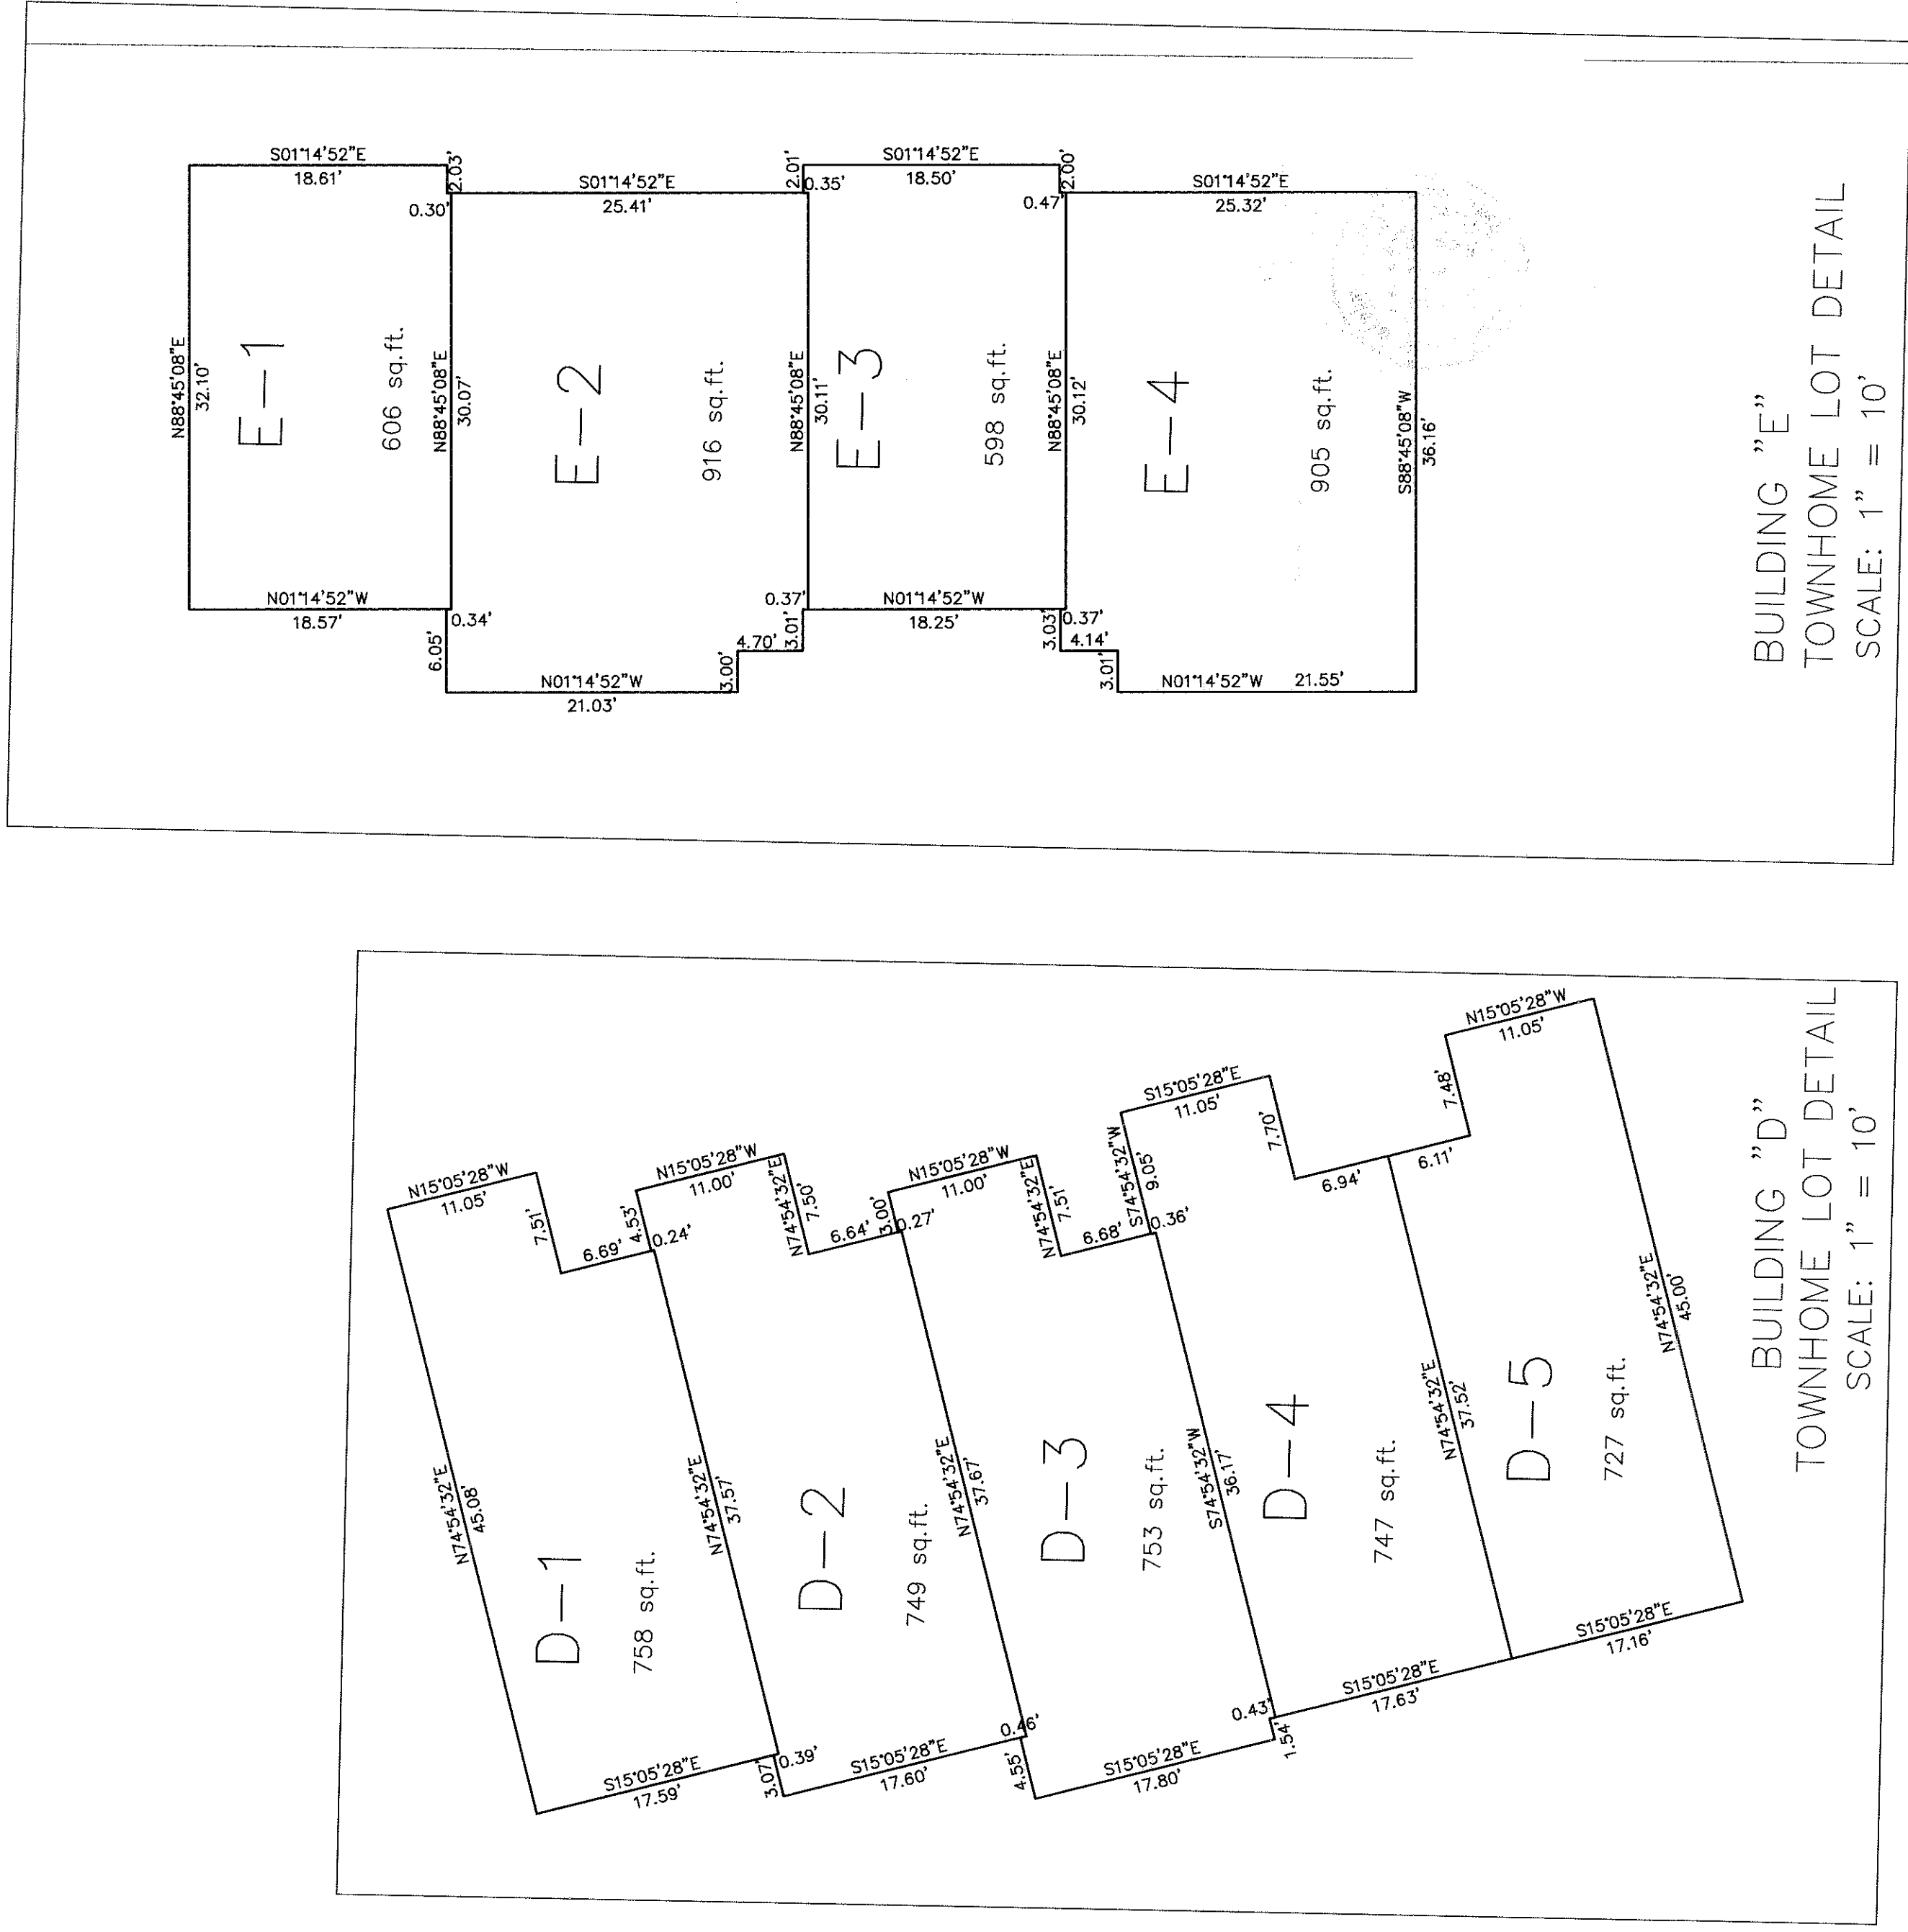 S01°14'52"E
18.61'
2.03'
0.30'
N88°45'08"E
32.10'
E-1
606 sq.ft.
N88°45'08"E
30.07'
N01°14'52"W
18.57'
0.34'
6.05'
S01°14'52"E
25.41'
E-2
916 sq.ft.
N01°14'52"W
21.03'
3.00'
4.70'
3.01'
0.37'
2.01'
0.35'
N88°45'08"E
30.11'
S01°14'52"E
18.50'
E-3
598 sq.ft.
N01°14'52"W
18.25'
2.00'
0.47'
N88°45'08"E
30.12'
3.03'
0.37'
4.14'
3.01'
S01°14'52"E
25.32'
E-4
905 sq.ft.
N01°14'52"W
21.55'
S88°45'08"W
36.16'
BUILDING "E"
TOWNHOME LOT DETAIL
SCALE: 1" = 10'
N15°05'28"W
11.05'
7.51'
6.69'
N74°54'32"E
45.08'
D-1
758 sq.ft.
S15°05'28"E
17.59'
4.53'
0.24'
N74°54'32"E
37.57'
3.07'
0.39'
N15°05'28"W
11.00'
N74°54'32"E
7.50'
6.64'
D-2
749 sq.ft.
S15°05'28"E
17.60'
3.00'
0.27'
N74°54'32"E
37.67'
0.46'
4.55'
N15°05'28"W
11.00'
N74°54'32"E
7.51'
6.68'
D-3
753 sq.ft.
S15°05'28"E
17.80'
S74°54'32"W
9.05'
0.36'
S74°54'32"W
36.17'
0.43'
1.54'
S15°05'28"E
11.05'
7.70'
6.94'
D-4
747 sq.ft.
S15°05'28"E
17.63'
N74°54'32"E
37.52'
N15°05'28"W
11.05'
7.48'
6.11'
D-5
727 sq.ft.
S15°05'28"E
17.16'
N74°54'32"E
45.00'
BUILDING "D"
TOWNHOME LOT DETAIL
SCALE: 1" = 10'